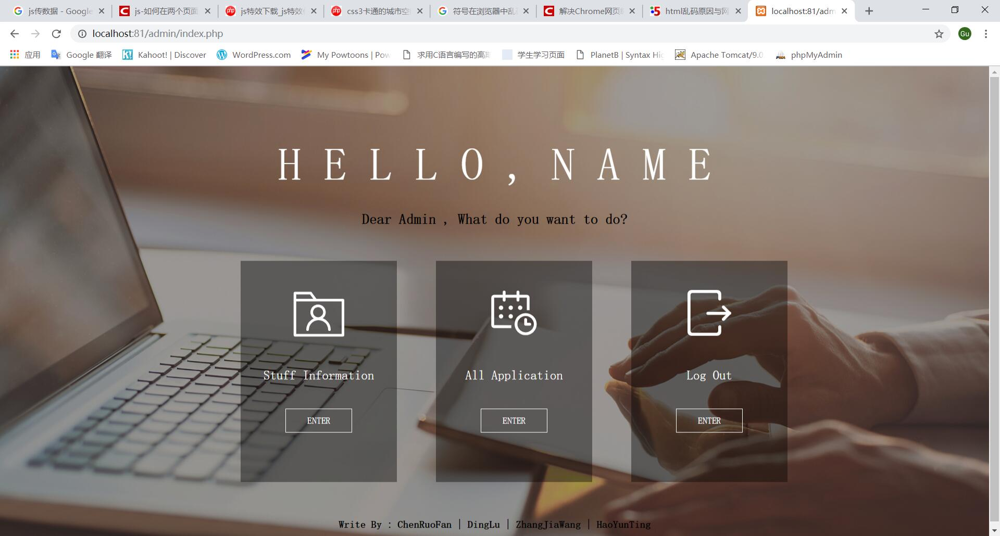 js传数据 - Google
js-如何在两个页面
js特效下载_js特效
css3卡通的城市空
符号在浏览器中乱
解决Chrome网页
html乱码原因与网
localhost:81/adm
localhost:81/admin/index.php
Gu
应用
Google 翻译
Kahoot! | Discover
WordPress.com
My Powtoons | Pow
求用C语言编写的高
学生学习页面
PlanetB | Syntax Hig
Apache Tomcat/9.0
phpMyAdmin
HELLO,NAME
Dear Admin , What do you want to do?
Stuff Information
All Application
Log Out
ENTER
ENTER
ENTER
Write By : ChenRuoFan | DingLu | ZhangJiaWang | HaoYunTing